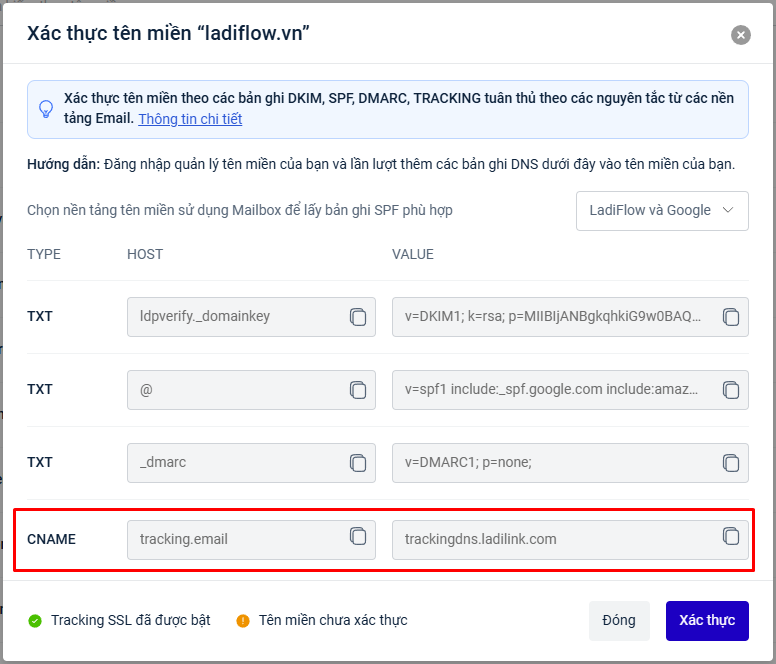 Xác thực tên miền “ladiflow.vn”
Xác thực tên miền theo các bản ghi DKIM, SPF, DMARC, TRACKING tuân thủ theo các nguyên tắc từ các nền
tảng Email. Thông tin chi tiết
Hướng dẫn: Đăng nhập quản lý tên miền của bạn và lần lượt thêm các bản ghi DNS dưới đây vào tên miền của bạn.
Chọn nền tảng tên miền sử dụng Mailbox để lấy bản ghi SPF phù hợp
LadiFlow và Google
TYPE HOST VALUE
TXT ldpverify._domainkey v=DKIM1; k=rsa; p=MIIBIjANBgkqhkiG9w0BAQ...
TXT @ v=spf1 include:_spf.google.com include:amaz...
TXT _dmarc v=DMARC1; p=none;
CNAME tracking.email trackingdns.ladilink.com
Tracking SSL đã được bật Tên miền chưa xác thực Đóng Xác thực